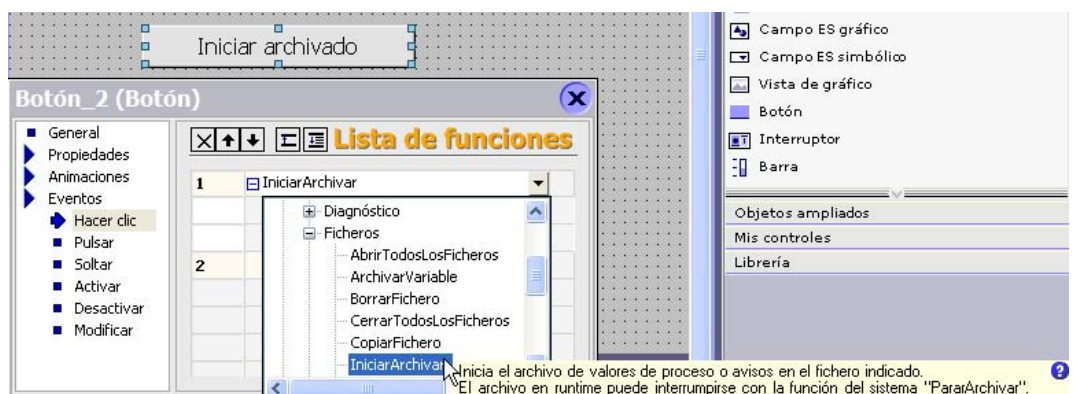 Iniciar archivado
Botón_2 (Botón)
General
Propiedades
Animaciones
Eventos
Hacer clic
Pulsar
Soltar
Activar
Desactivar
Modificar
Lista de funciones
1 IniciarArchivar
Diagnóstico
Ficheros
AbrirTodosLosFicheros
2 ArchivarVariable
BorrarFichero
CerrarTodosLosFicheros
CopiarFichero
IniciarArchivar
Inicia el archivo de valores de proceso o avisos en el fichero indicado.
El archivo en runtime puede interrumpirse con la función del sistema "PararArchivar".
Campo ES gráfico
Campo ES simbólico
Vista de gráfico
Botón
Interruptor
Barra
Objetos ampliados
Mis controles
Librería